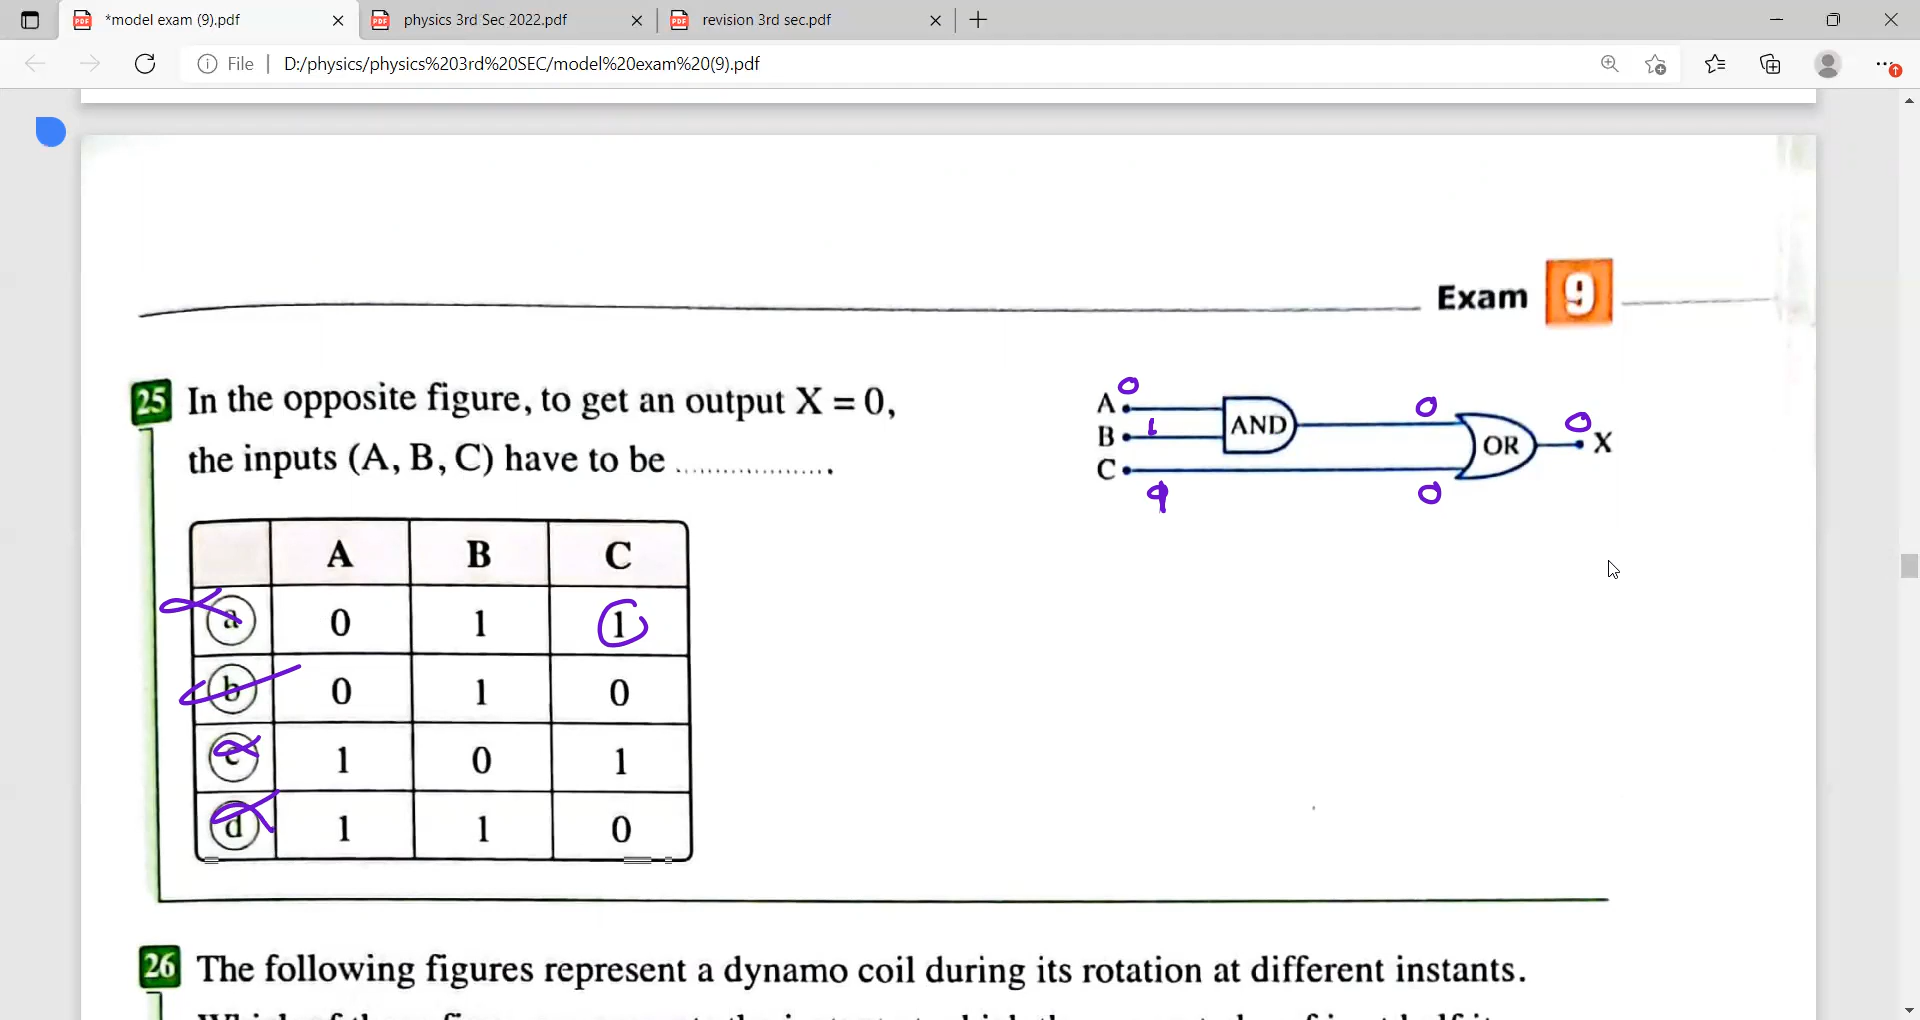 *model exam (9).pdf
physics 3rd Sec 2022.pdf
revision 3rd sec.pdf
File
D:/physics/physics%203rd%20SEC/model%20exam%20(9).pdf
Exam 9
25 In the opposite figure, to get an output X = 0,
the inputs (A, B, C) have to be ...................
A 0
B 1
C
AND
0
0
OR
0
X
A B C
a 0 1 1
b 0 1 0
c 1 0 1
d 1 1 0
26 The following figures represent a dynamo coil during its rotation at different instants.